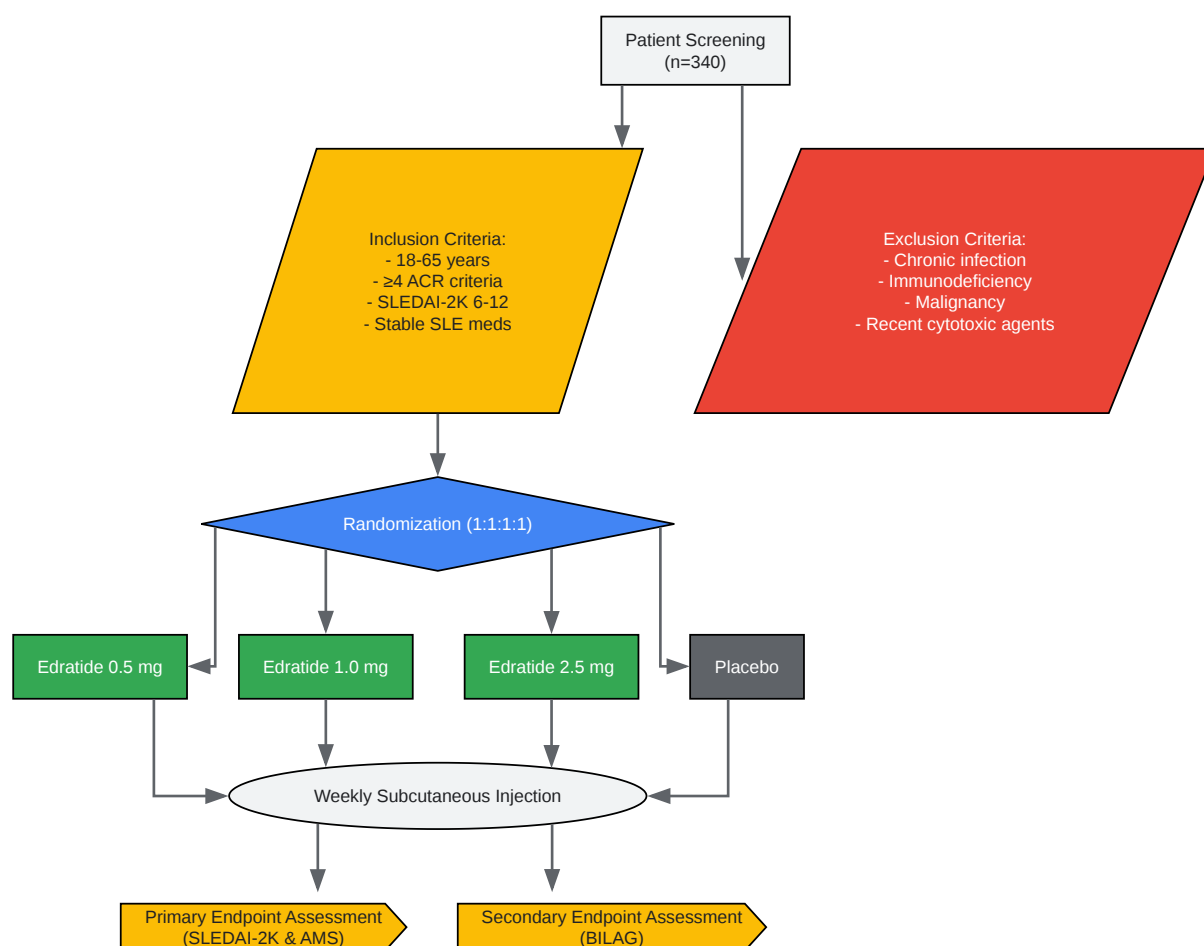 Patient Screening
(n=340)
Inclusion Criteria:
- 18-65 years
- ≥4 ACR criteria
- SLEDAI-2K 6-12
- Stable SLE meds
Exclusion Criteria:
- Chronic infection
- Immunodeficiency
- Malignancy
- Recent cytotoxic agents
Randomization (1:1:1:1)
Edratide 0.5 mg
Edratide 1.0 mg
Edratide 2.5 mg
Placebo
Weekly Subcutaneous Injection
Primary Endpoint Assessment
(SLEDAI-2K & AMS)
Secondary Endpoint Assessment
(BILAG)